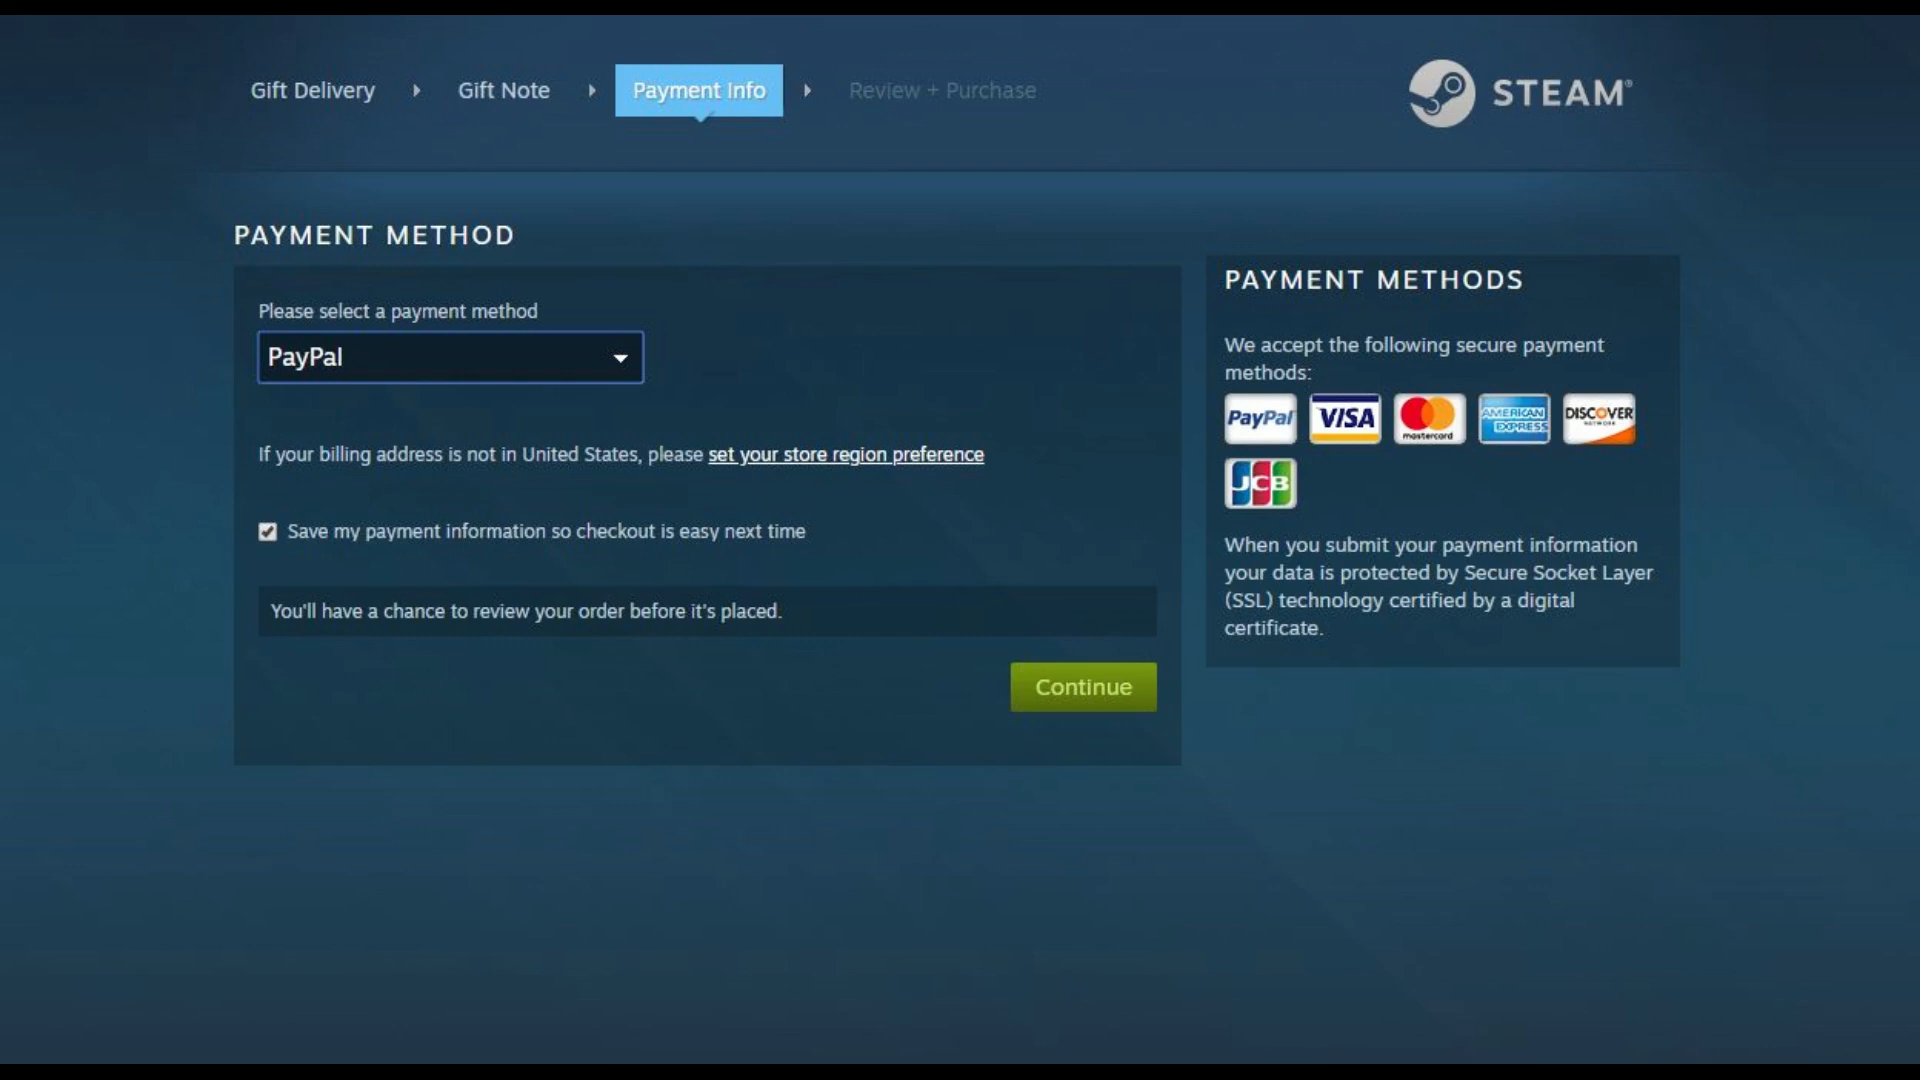 Gift Delivery
Gift Note
Payment Info
Review + Purchase
STEAM®
PAYMENT METHOD
Please select a payment method
PayPal
If your billing address is not in United States, please set your store region preference
Save my payment information so checkout is easy next time
You'll have a chance to review your order before it's placed.
Continue
PAYMENT METHODS
We accept the following secure payment
methods:
PayPal
VISA
mastercard
AMERICAN
EXPRESS
DISCOVER
NETWORK
JCB
When you submit your payment information
your data is protected by Secure Socket Layer
(SSL) technology certified by a digital
certificate.